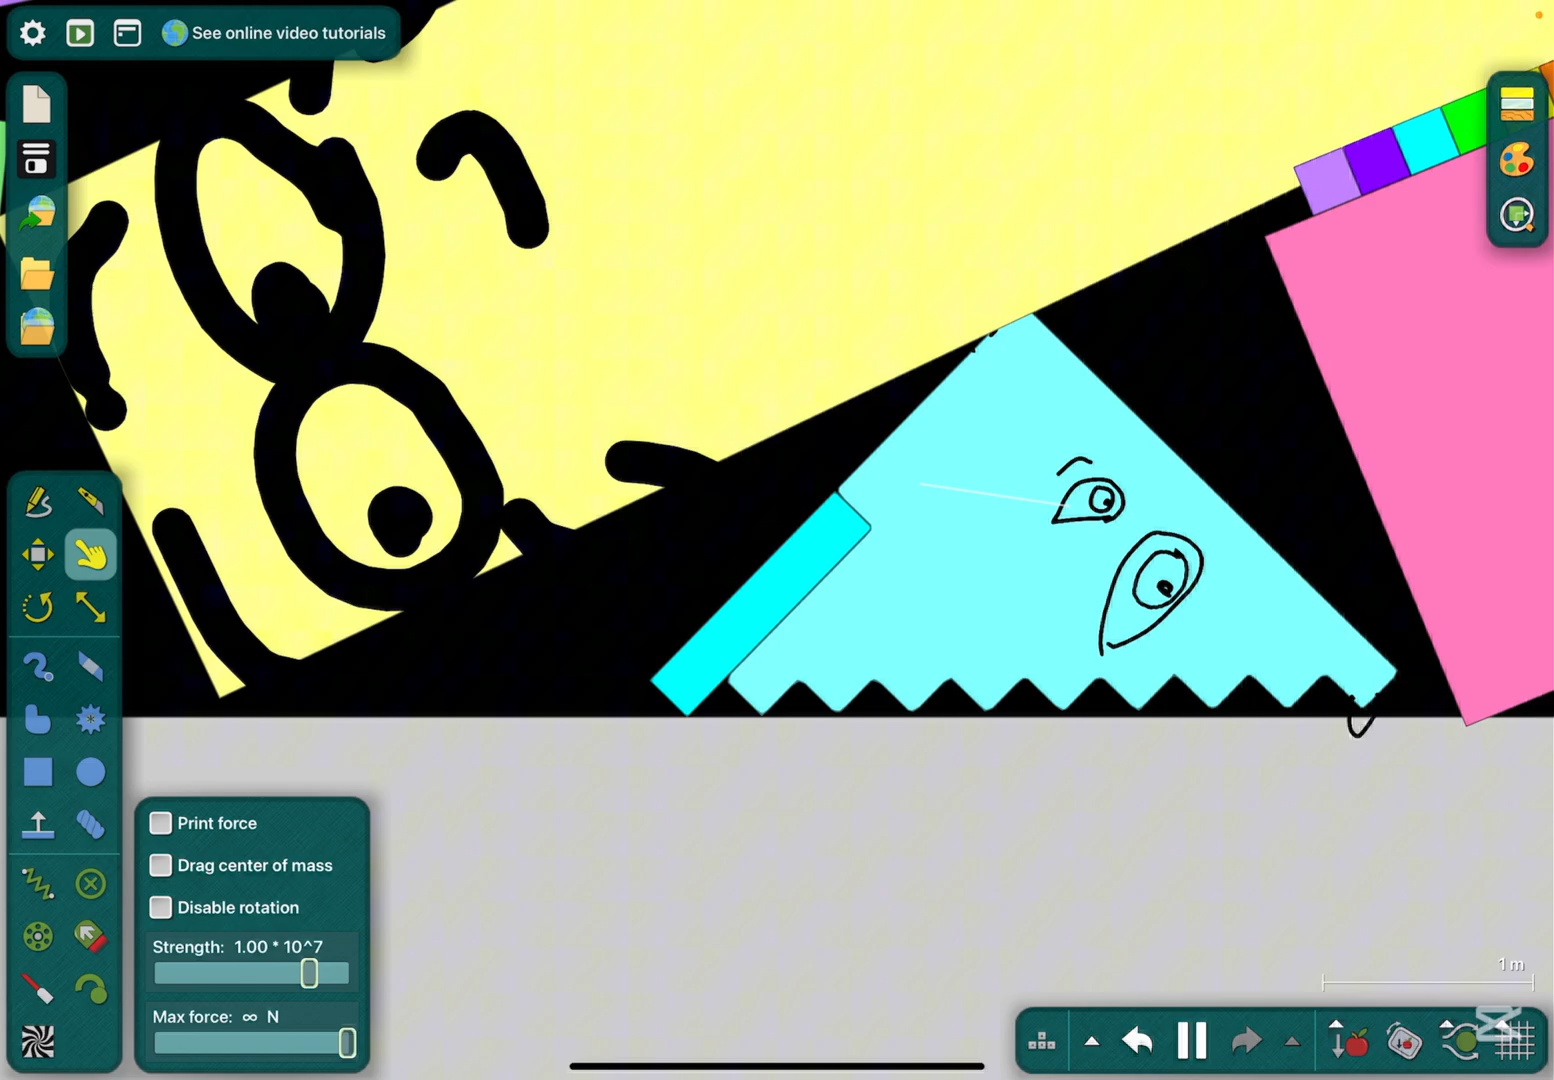 See online video tutorials
Print force
Drag center of mass
Disable rotation
Strength: 1.00 * 10^7
Max force: ∞ N
1 m